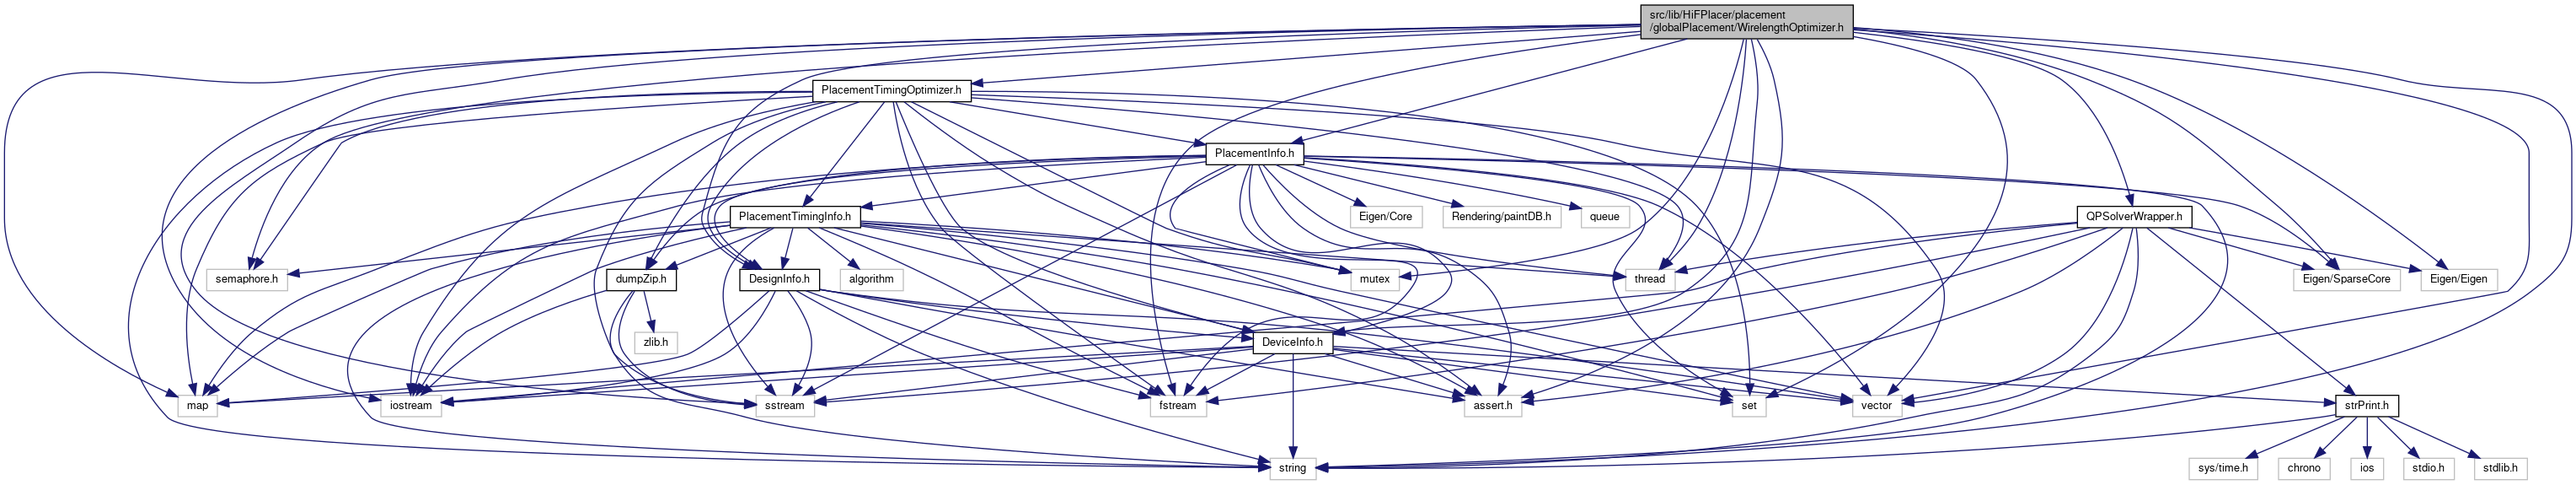 src/lib/HiFPlacer/placement
/globalPlacement/WirelengthOptimizer.h
PlacementTimingOptimizer.h
PlacementInfo.h
PlacementTimingInfo.h
Eigen/Core
Rendering/paintDB.h
queue
QPSolverWrapper.h
semaphore.h
dumpZip.h
DesignInfo.h
algorithm
mutex
thread
Eigen/SparseCore
Eigen/Eigen
zlib.h
DeviceInfo.h
map
iostream
sstream
fstream
assert.h
set
vector
strPrint.h
string
sys/time.h
chrono
ios
stdio.h
stdlib.h